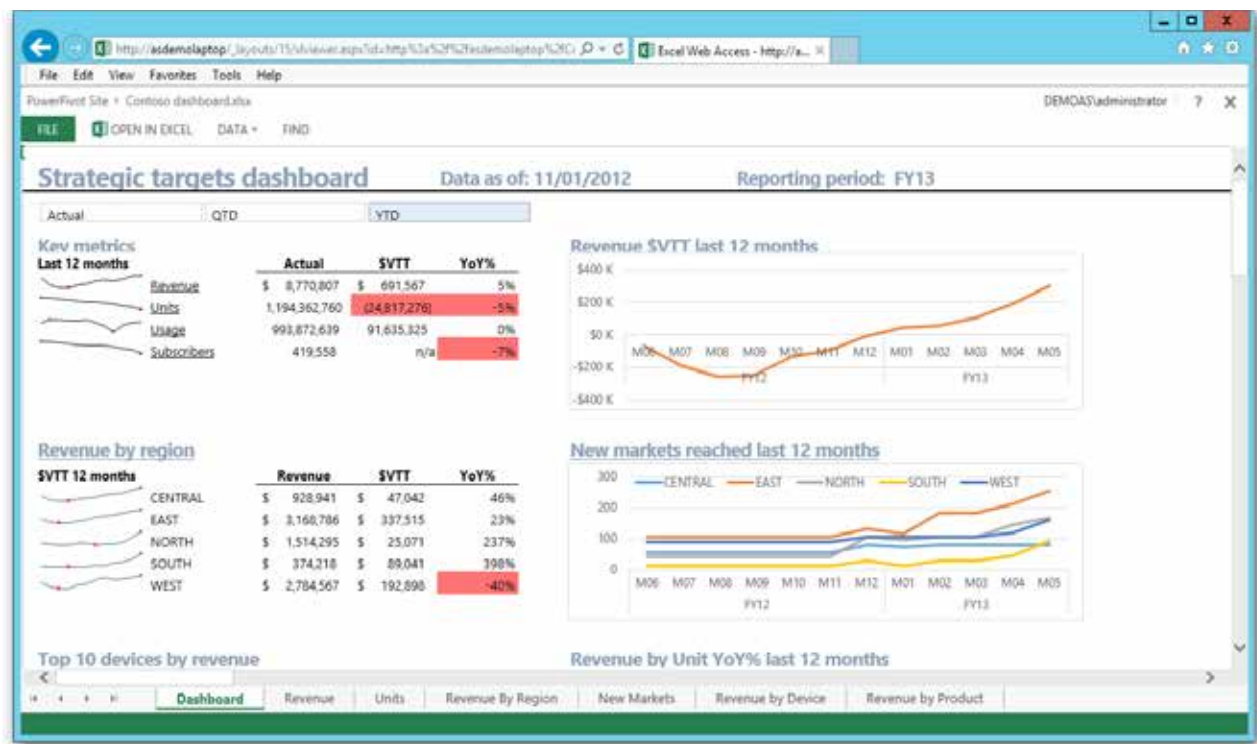 http://asdemolaptop/_layouts/15/xlviewer.aspx?id=http%3a%2f%2fasdemolaptop%2f Excel Web Access - http://a...
File Edit View Favorites Tools Help
PowerPivot Site Contoso dashboard.xlsx DEMOAS\administrator ? X
FILE OPEN IN EXCEL DATA FIND
Strategic targets dashboard Data as of: 11/01/2012 Reporting period: FY13
Actual QTD YTD
Key metrics
Last 12 months Actual $VTT YoY%
Revenue $ 8,770,807 $ 691,567 5%
Units 1,194,362,760 (24,817,276) -5%
Usage 993,872,639 91,635,325 0%
Subscribers 419,558 n/a -7%
Revenue $VTT last 12 months
$400 K
$200 K
$0 K
M06 M07 M08 M09 M10 M11 M12 M01 M02 M03 M04 M05
-$200 K
FY12 FY13
-$400 K
Revenue by region
$VTT 12 months Revenue $VTT YoY%
CENTRAL $ 928,941 $ 47,042 46%
EAST $ 3,168,786 $ 337,515 23%
NORTH $ 1,514,295 $ 25,071 237%
SOUTH $ 374,218 $ 89,041 398%
WEST $ 2,784,567 $ 192,898 -40%
New markets reached last 12 months
300
CENTRAL EAST NORTH SOUTH WEST
200
100
0
M06 M07 M08 M09 M10 M11 M12 M01 M02 M03 M04 M05
FY12 FY13
Top 10 devices by revenue Revenue by Unit YoY% last 12 months
Dashboard Revenue Units Revenue By Region New Markets Revenue by Device Revenue by Product